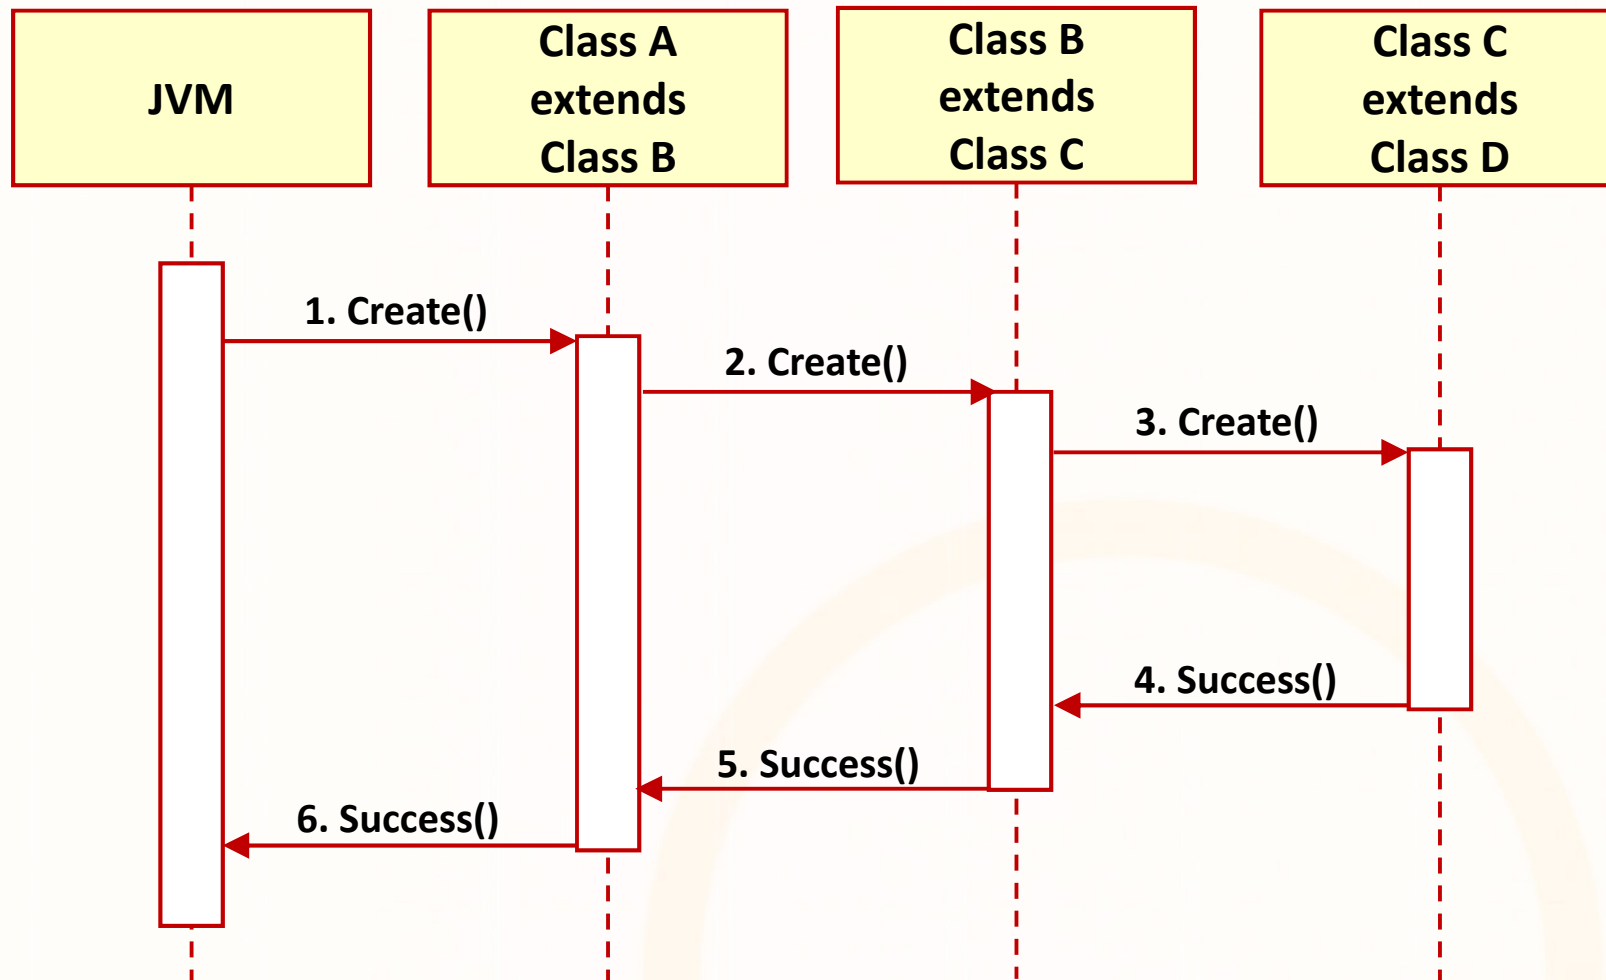 JVM
Class A
extends
Class B
Class B
extends
Class C
Class C
extends
Class D
1. Create()
2. Create()
3. Create()
4. Success()
5. Success()
6. Success()